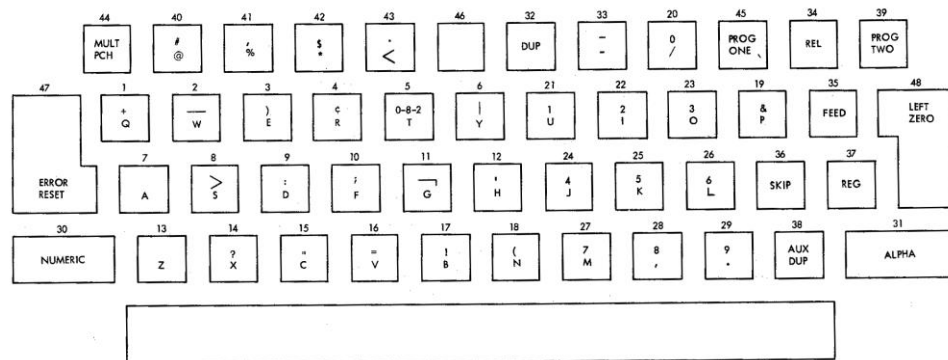 44 40 41 42 43 46 32 33 20 45 34 39
MULT PCH # @ , % $ * . < DUP _ - 0 / PROG ONE REL PROG TWO
47 1 2 3 4 5 6 21 22 23 19 35 48
+ Q — W ) E ¢ R 0-8-2 T | Y 1 U 2 I 3 O & P FEED LEFT ZERO
7 8 9 10 11 12 24 25 26 36 37
ERROR RESET A > S : D ; F ¬ G ' H 4 J 5 K 6 L SKIP REG
30 13 14 15 16 17 18 27 28 29 38 31
NUMERIC Z ? X " C = V ! B ( N 7 M 8 , 9 . AUX DUP ALPHA